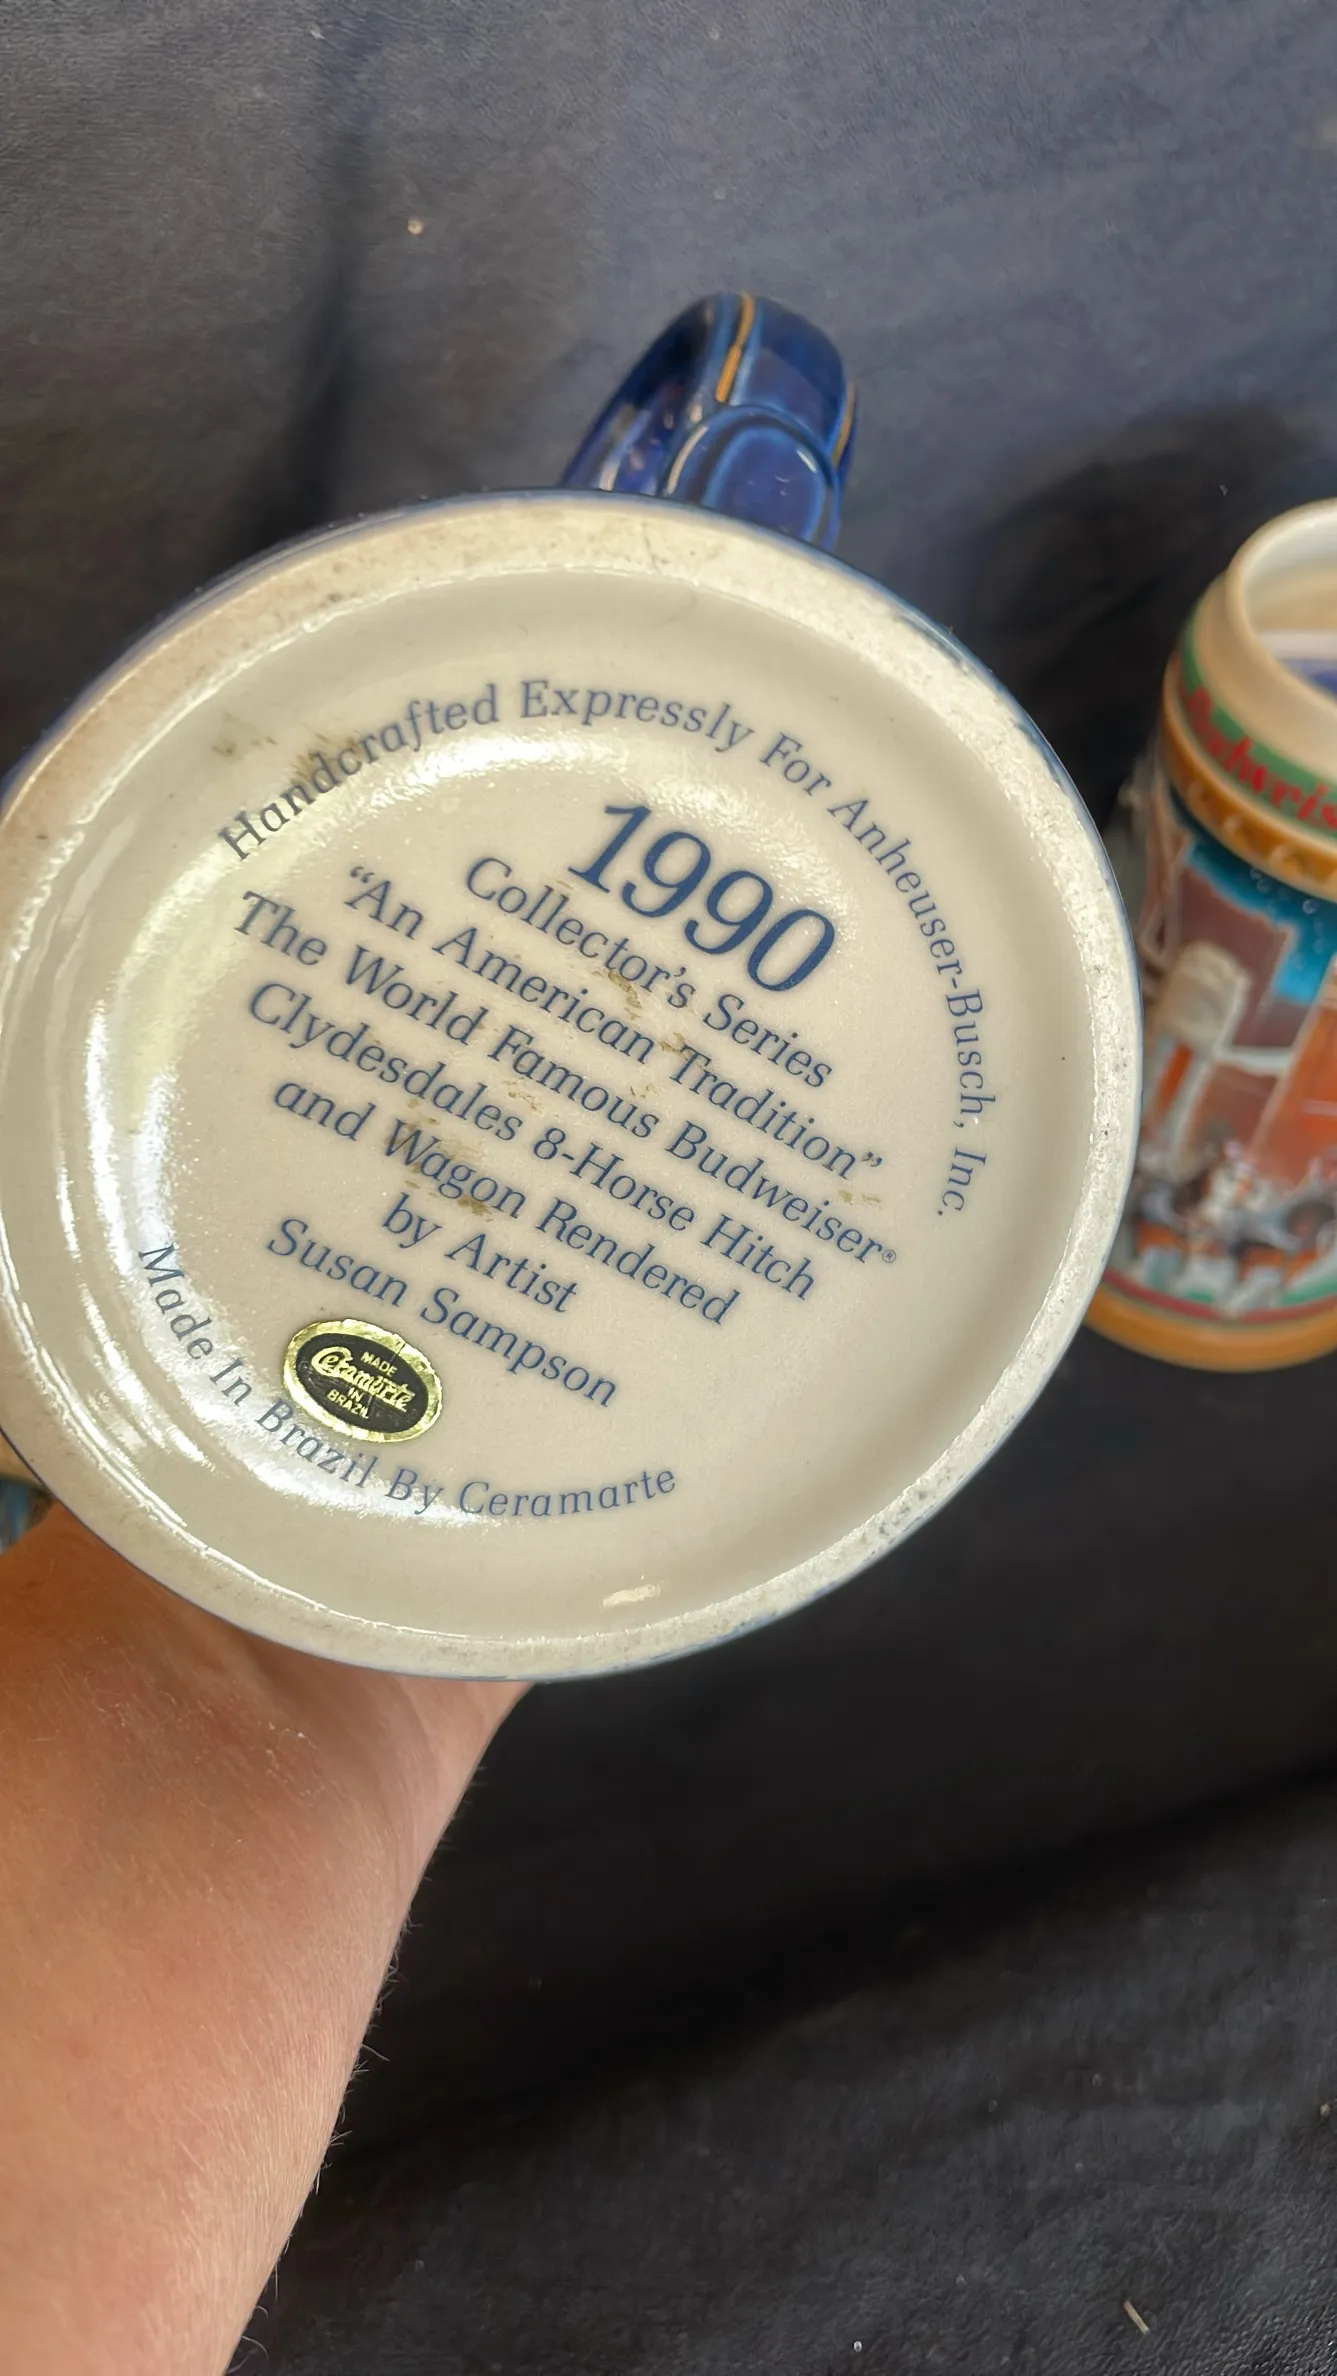 Handcrafted Expressly For Anheuser-Busch, Inc.
1990
Collector's Series
“An American Tradition”
The World Famous Budweiser®
Clydesdales 8-Horse Hitch
and Wagon Rendered
by Artist
Susan Sampson
MADE
Ceramarte
IN
BRAZIL
Made In Brazil By Ceramarte